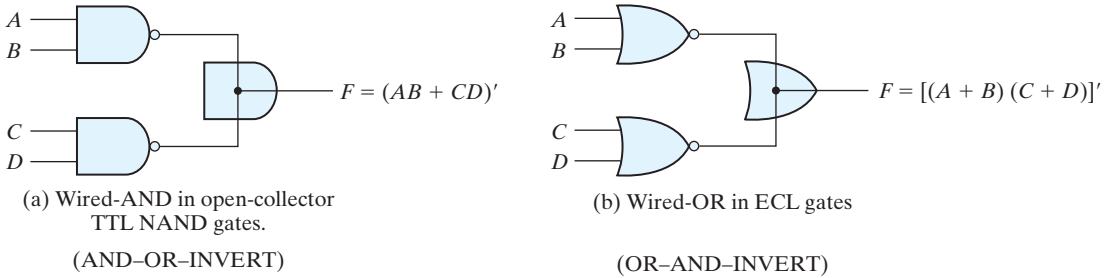 A
B
C
D
F = (AB + CD)′
(a) Wired-AND in open-collector
TTL NAND gates.
(AND–OR–INVERT)
A
B
C
D
F = [(A + B) (C + D)]′
(b) Wired-OR in ECL gates
(OR–AND–INVERT)